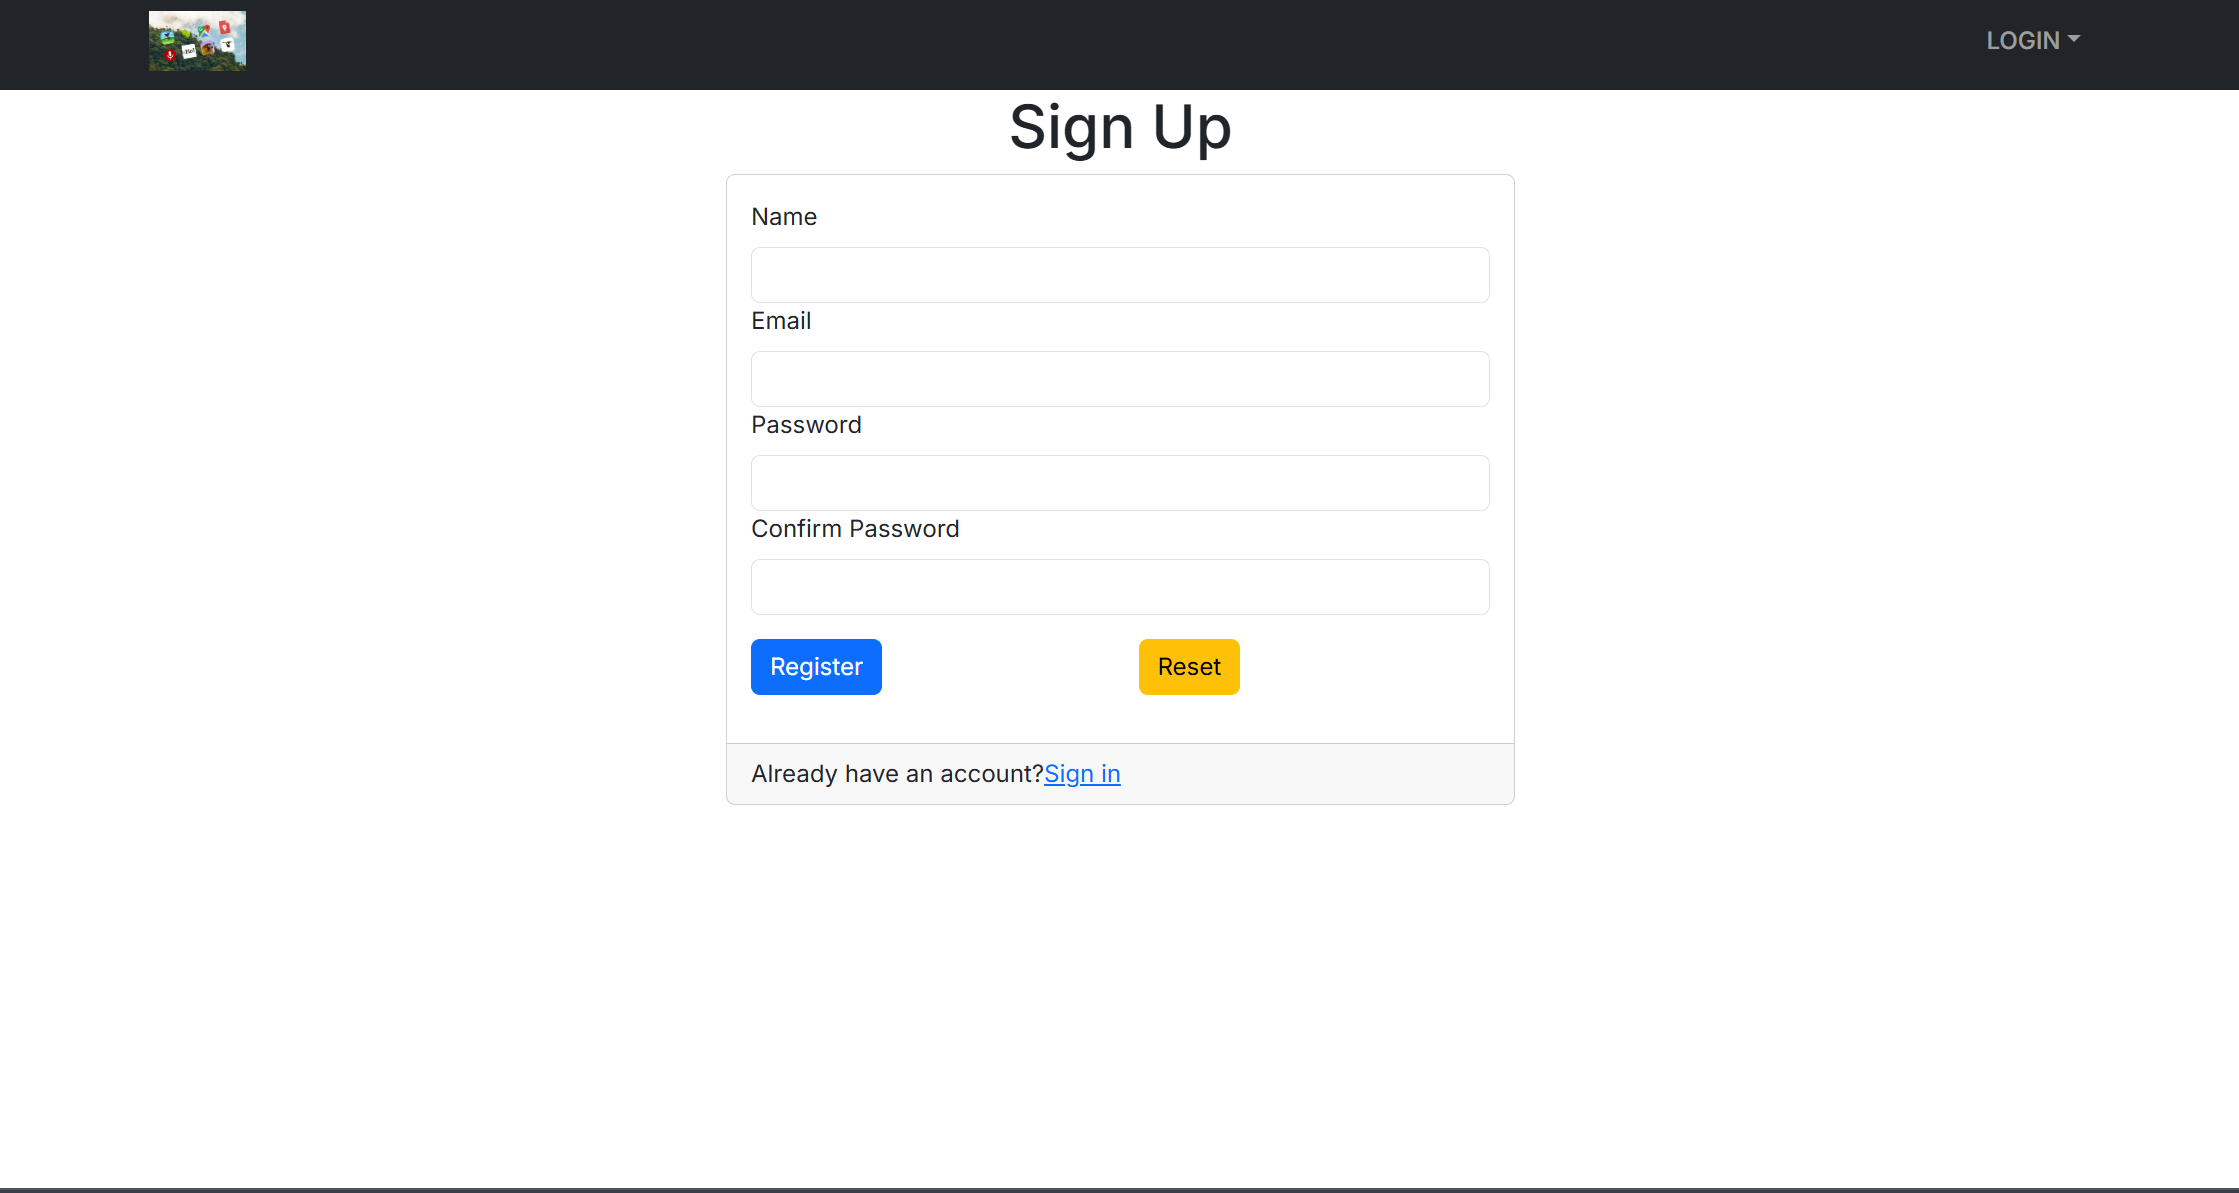 LOGIN
Sign Up
Name
Email
Password
Confirm Password
Register
Reset
Already have an account?Sign in